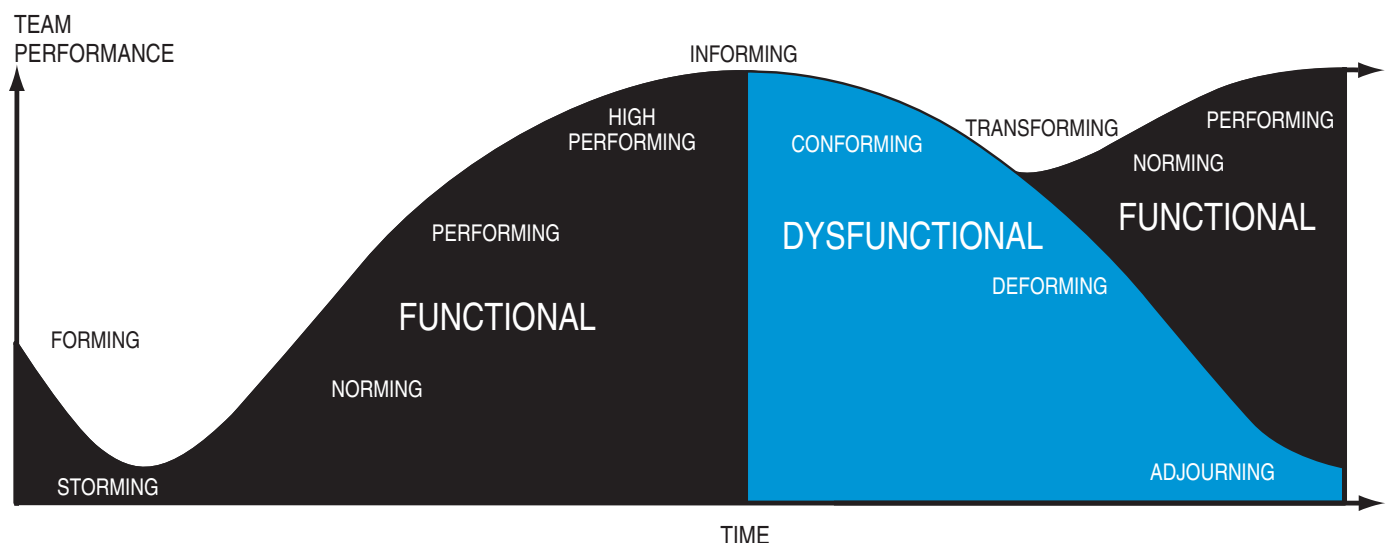 TEAM
PERFORMANCE
INFORMING
HIGH
PERFORMING
CONFORMING
TRANSFORMING
PERFORMING
NORMING
FUNCTIONAL
PERFORMING
DYSFUNCTIONAL
DEFORMING
FUNCTIONAL
FORMING
NORMING
STORMING
ADJOURNING
TIME